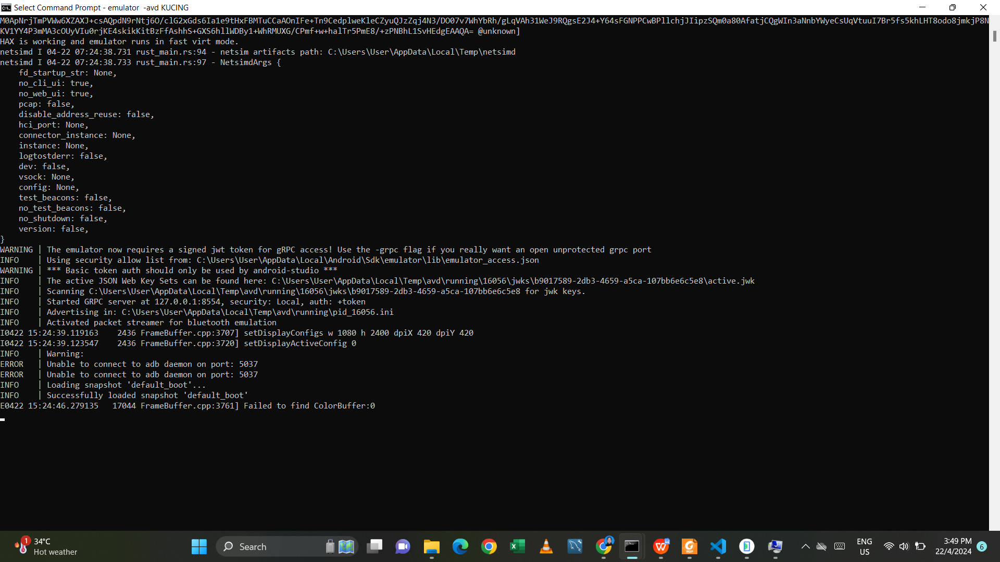 Select Command Prompt - emulator  -avd KUCING
M0ApNrjTmPVWw6XZAXJ+csAQpdN9rNtj6O/clG2xGds6Ia1e9tHxFBMTuCCaAOnIFe+Tn9CedplweKleCZyuQJzZqj4N3/DO07v7WhYbRh/gLqVAh31WeJ9RQgsE2J4+Y64sFGNPPCwBPllchjJIipzSQm0a80AfatjCQgWIn3aNnbYWyeCsUqVtuuI7Br5fs5khLHT8odo8jmkjP8N
KV1YY4P3mMA3cOUyVIu0rjKE4skikKitBzFfAshhS+GXS6hllWDBy1+WhRMUXG/CPmf+w+halTr5PmE8/+zPNBhL1SvHEdgEAAQA= @unknown]
HAX is working and emulator runs in fast virt mode.
netsimd I 04-22 07:24:38.731 rust_main.rs:94 - netsim artifacts path: C:\Users\User\AppData\Local\Temp\netsimd
netsimd I 04-22 07:24:38.733 rust_main.rs:97 - NetsimdArgs {
    fd_startup_str: None,
    no_cli_ui: true,
    no_web_ui: true,
    pcap: false,
    disable_address_reuse: false,
    hci_port: None,
    connector_instance: None,
    instance: None,
    logtostderr: false,
    dev: false,
    vsock: None,
    config: None,
    test_beacons: false,
    no_test_beacons: false,
    no_shutdown: false,
    version: false,
}
WARNING | The emulator now requires a signed jwt token for gRPC access! Use the -grpc flag if you really want an open unprotected grpc port
INFO    | Using security allow list from: C:\Users\User\AppData\Local\Android\Sdk\emulator\lib\emulator_access.json
WARNING | *** Basic token auth should only be used by android-studio ***
INFO    | The active JSON Web Key Sets can be found here: C:\Users\User\AppData\Local\Temp\avd\running\16056\jwks\b9017589-2db3-4659-a5ca-107bb6e6c5e8\active.jwk
INFO    | Scanning C:\Users\User\AppData\Local\Temp\avd\running\16056\jwks\b9017589-2db3-4659-a5ca-107bb6e6c5e8 for jwk keys.
INFO    | Started GRPC server at 127.0.0.1:8554, security: Local, auth: +token
INFO    | Advertising in: C:\Users\User\AppData\Local\Temp\avd\running\pid_16056.ini
INFO    | Activated packet streamer for bluetooth emulation
I0422 15:24:39.119163    2436 FrameBuffer.cpp:3707] setDisplayConfigs w 1080 h 2400 dpiX 420 dpiY 420
I0422 15:24:39.123547    2436 FrameBuffer.cpp:3720] setDisplayActiveConfig 0
INFO    | Warning:
ERROR   | Unable to connect to adb daemon on port: 5037
ERROR   | Unable to connect to adb daemon on port: 5037
INFO    | Loading snapshot 'default_boot'...
INFO    | Successfully loaded snapshot 'default_boot'
E0422 15:24:46.279135   17044 FrameBuffer.cpp:3761] Failed to find ColorBuffer:0
1
34°C
Hot weather
Search
ENG
US
3:49 PM
22/4/2024
6